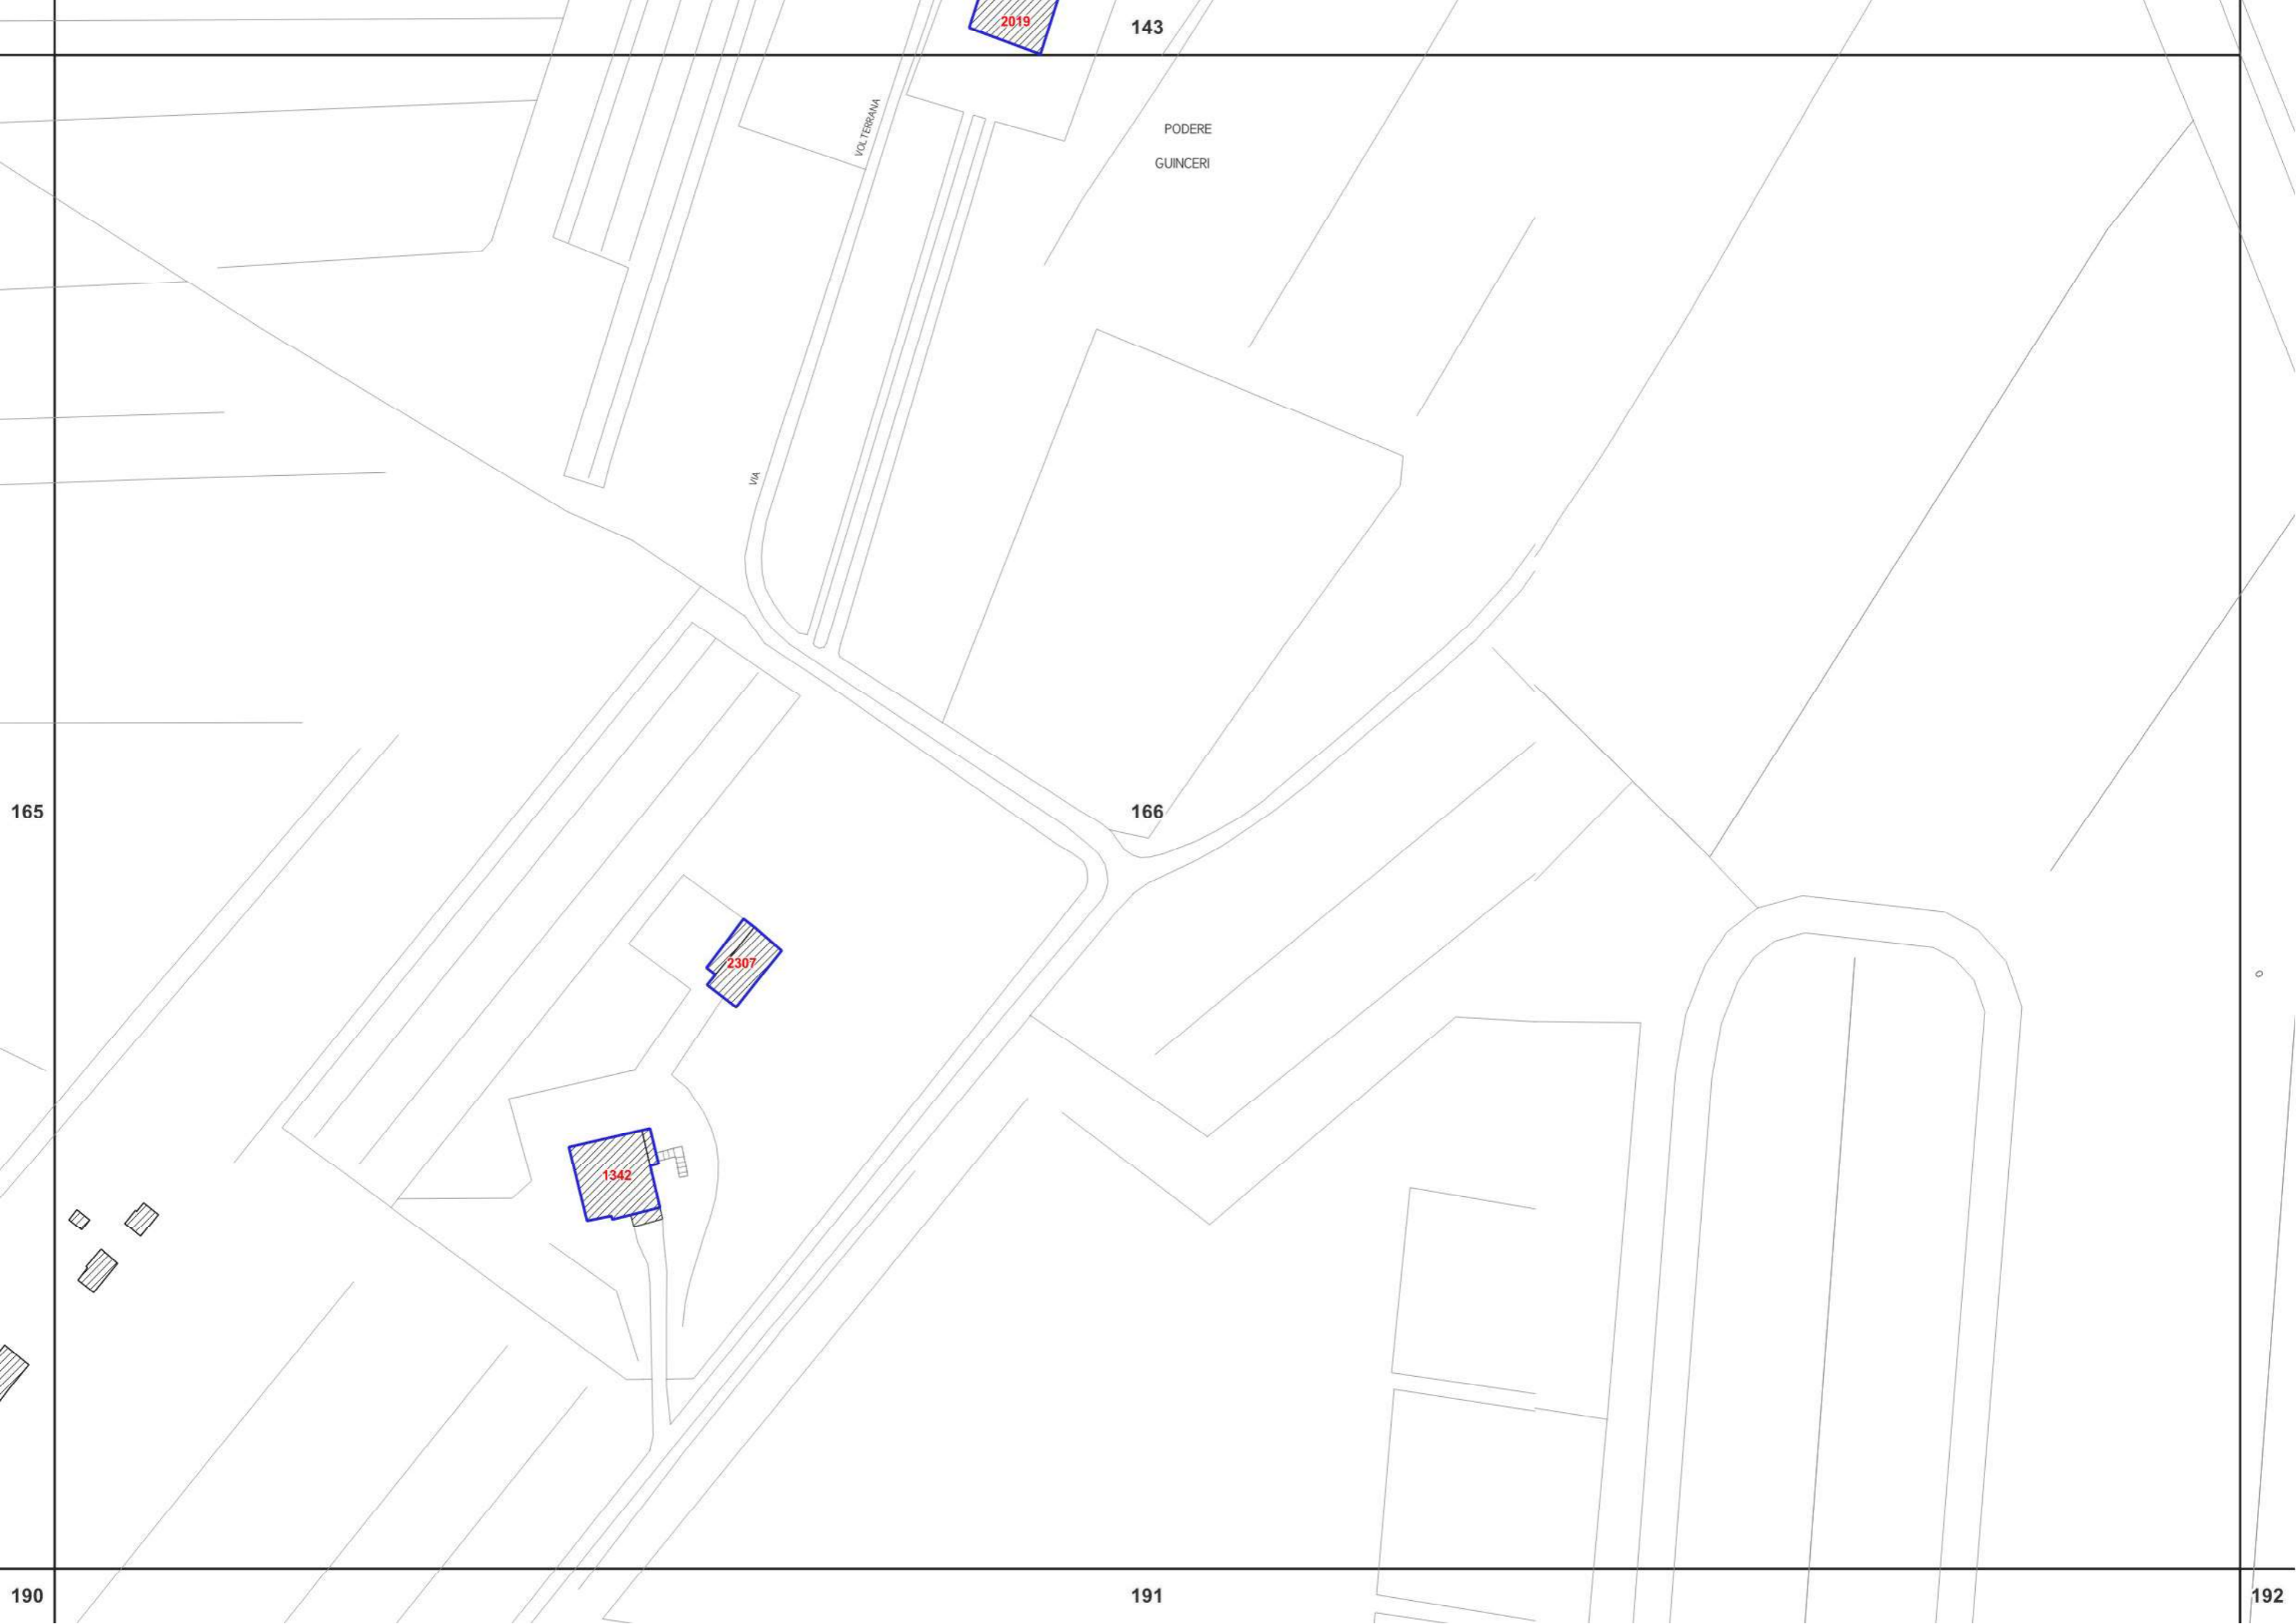 2019
143
VOLTERRANA
PODERE
GUINCERI
VIA
165
166
2307
1342
190
191
192